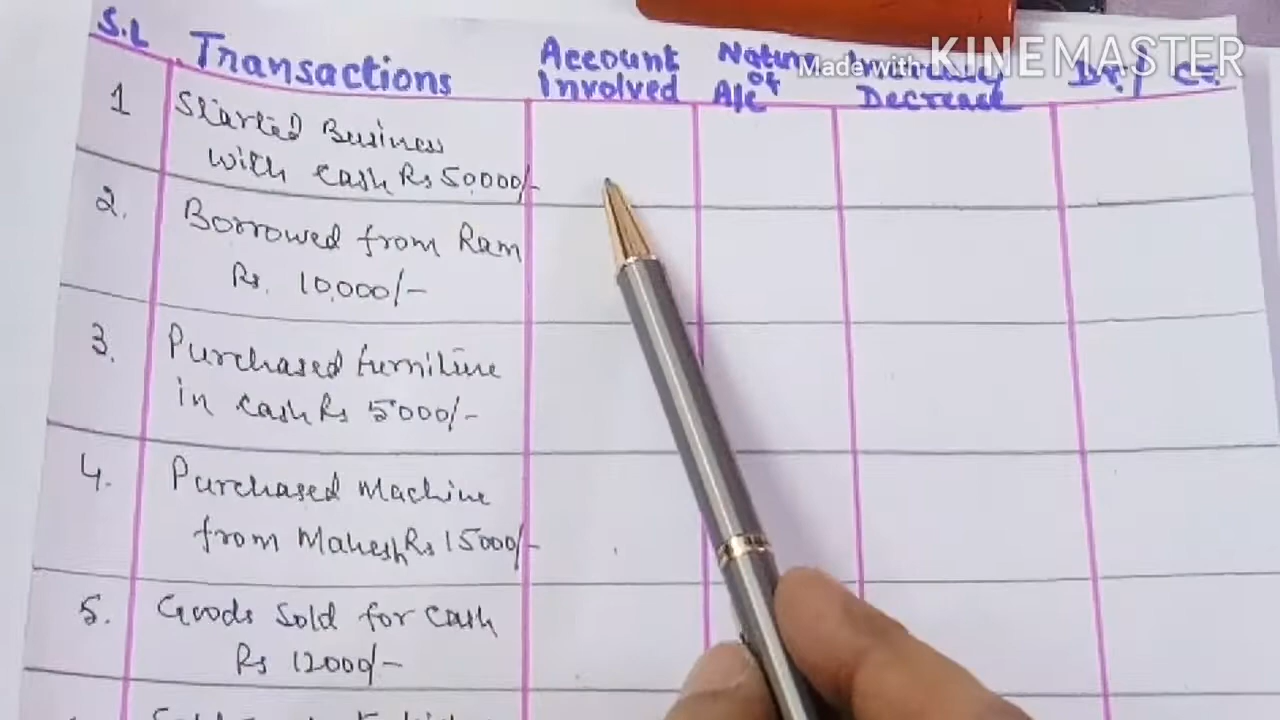 S.L Transactions Account Involved Nature of A/c Decrease Dr./ Cr.
Made with KINEMASTER
1 Started Business
with cash Rs 50,000/-
2. Borrowed from Ram
Rs. 10,000/-
3. Purchased furniture
in cash Rs 5000/-
4. Purchased Machine
from Mahesh Rs 15000/-
5. Goods Sold for Cash
Rs 12000/-